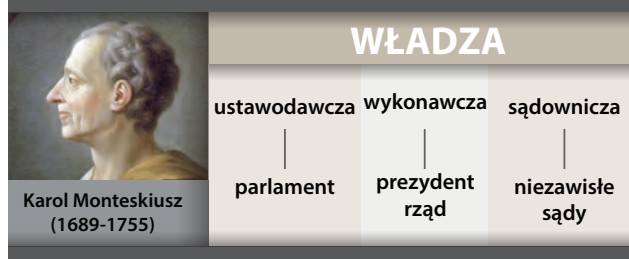 WŁADZA
ustawodawcza
wykonawcza
sądownicza
parlament
prezydent
rząd
niezawisłe
sądy
Karol Monteskiusz
(1689-1755)